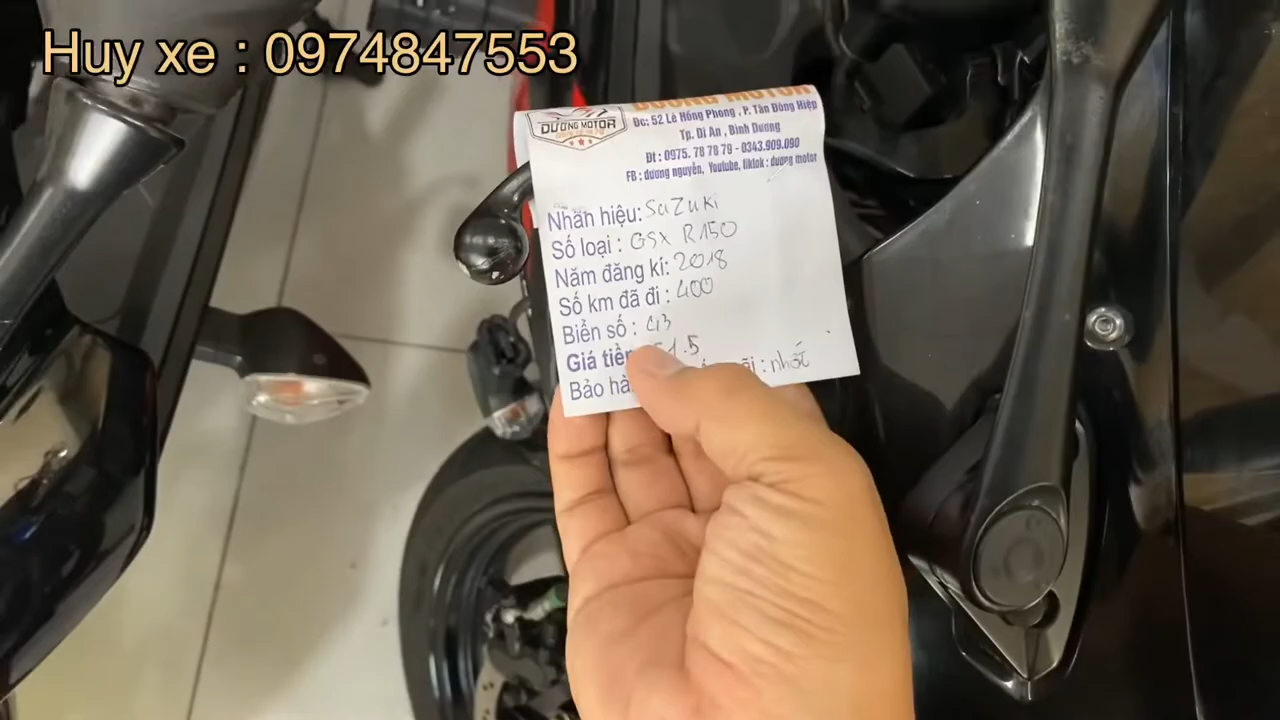 Huy xe : 0974847553
DƯƠNG MOTOR
DƯƠNG MOTOR
Đc: 52 Lê Hồng Phong , P. Tân Đông Hiệp
Tp. Dĩ An , Bình Dương
Đt : 0975. 78 78 79 - 0343.909.090
FB : dương nguyễn, Youtube, tiktok : dương motor
Nhãn hiệu: SuZuki
Số loại : GSX R150
Năm đăng kí: 2018
Số km đã đi : 400
Biển số :
Giá tiền 51.5
Bảo : nhớt